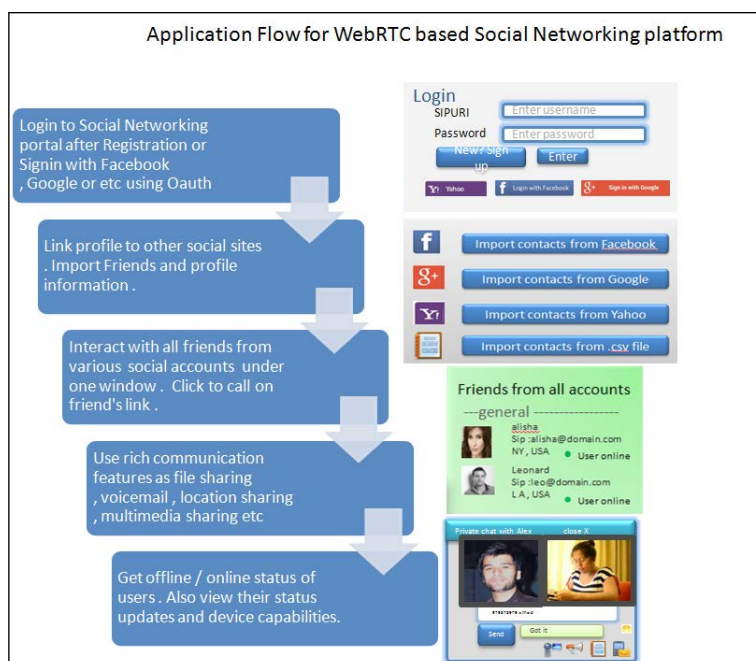 Application Flow for WebRTC based Social Networking platform
Login to Social Networking
portal after Registration or
Signin with Facebook
, Google or etc using Oauth
Link profile to other social sites
. Import Friends and profile
information .
Interact with all friends from
various social accounts under
one window . Click to call on
friend's link .
Use rich communication
features as file sharing
, voicemail , location sharing
, multimedia sharing etc
Get offline / online status of
users . Also view their status
updates and device capabilities.
Login
SIPURI
Enter username
Password
Enter password
New? Sign
up
Enter
Y! Yahoo
f Login with Facebook
g+ Sign in with Google
f Import contacts from Facebook
g+ Import contacts from Google
Y! Import contacts from Yahoo
Import contacts from .csv file
Friends from all accounts
---general -----------------
alisha
Sip :alisha@domain.com
NY , USA
User online
Leonard
Sip :leo@domain.com
L A , USA
User online
Private chat with Alex
close X
Send
Got it